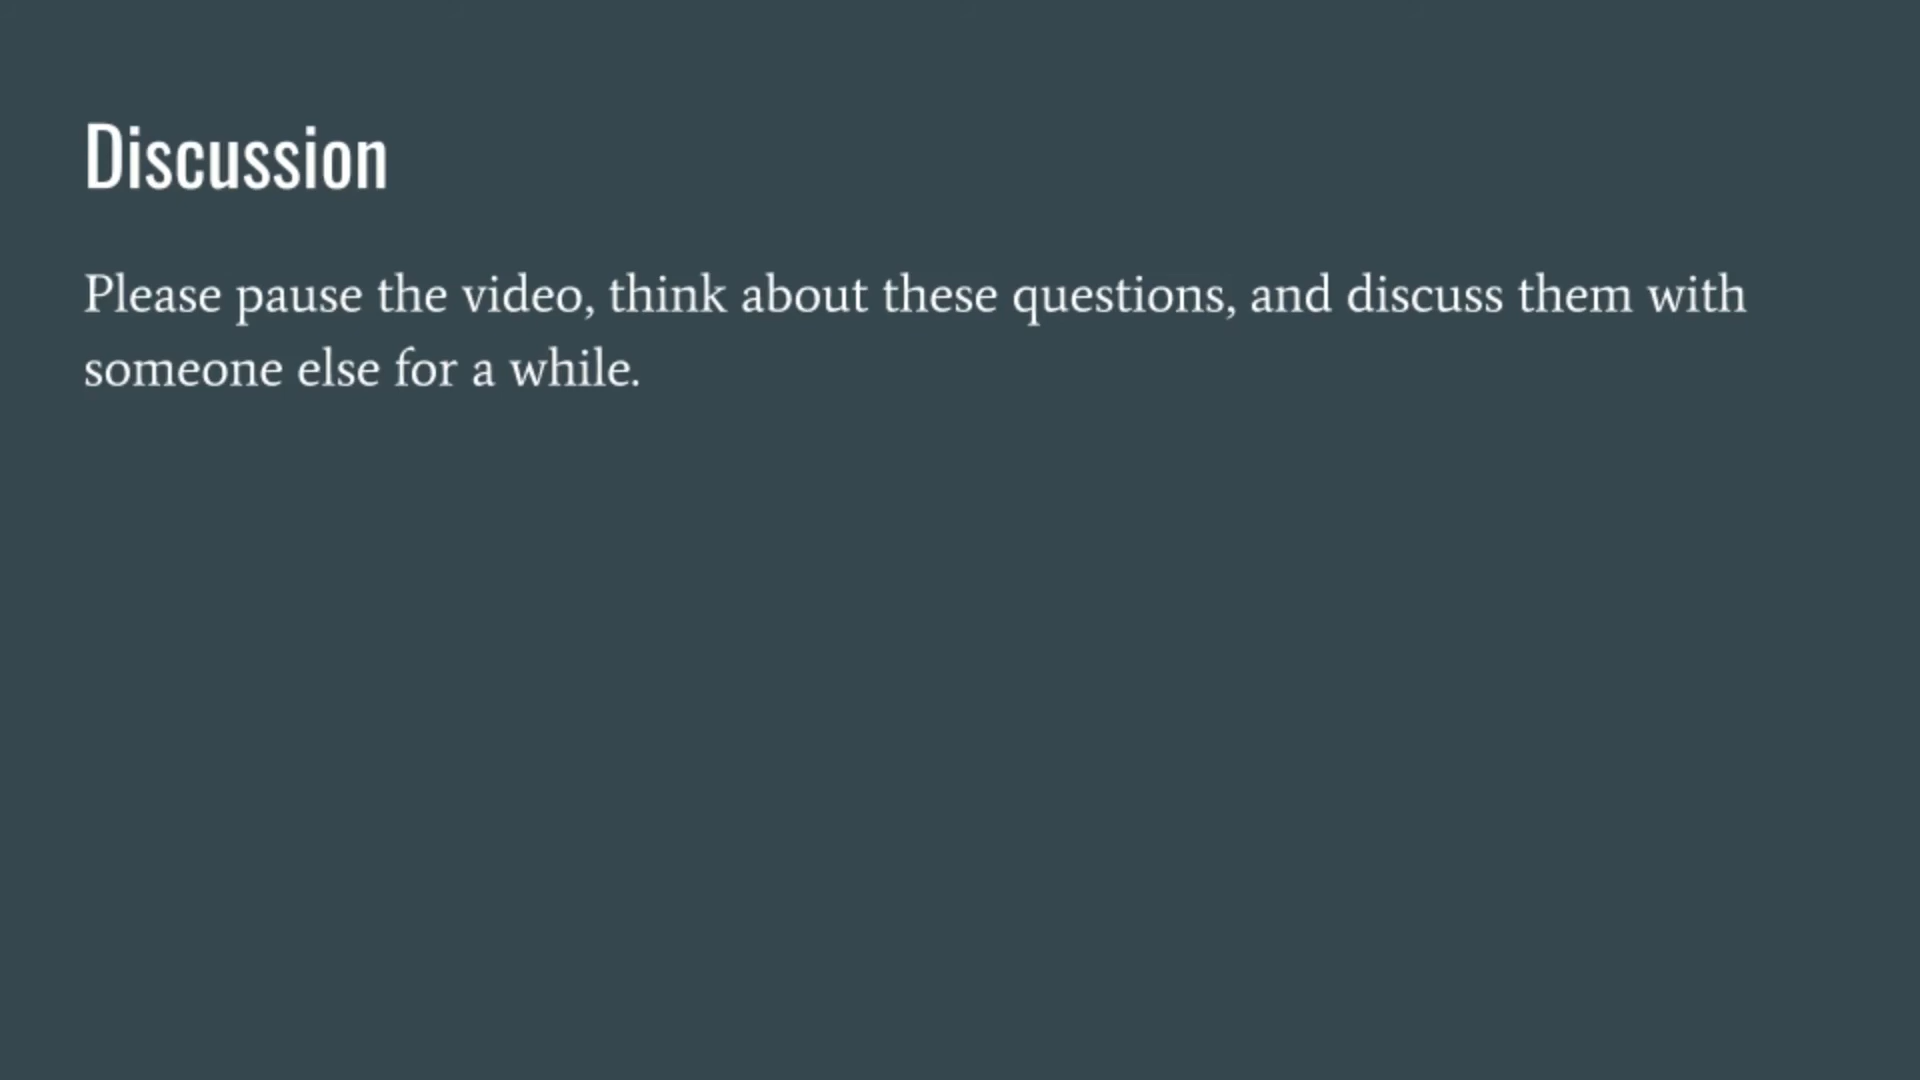 Discussion
Please pause the video, think about these questions, and discuss them with
someone else for a while.